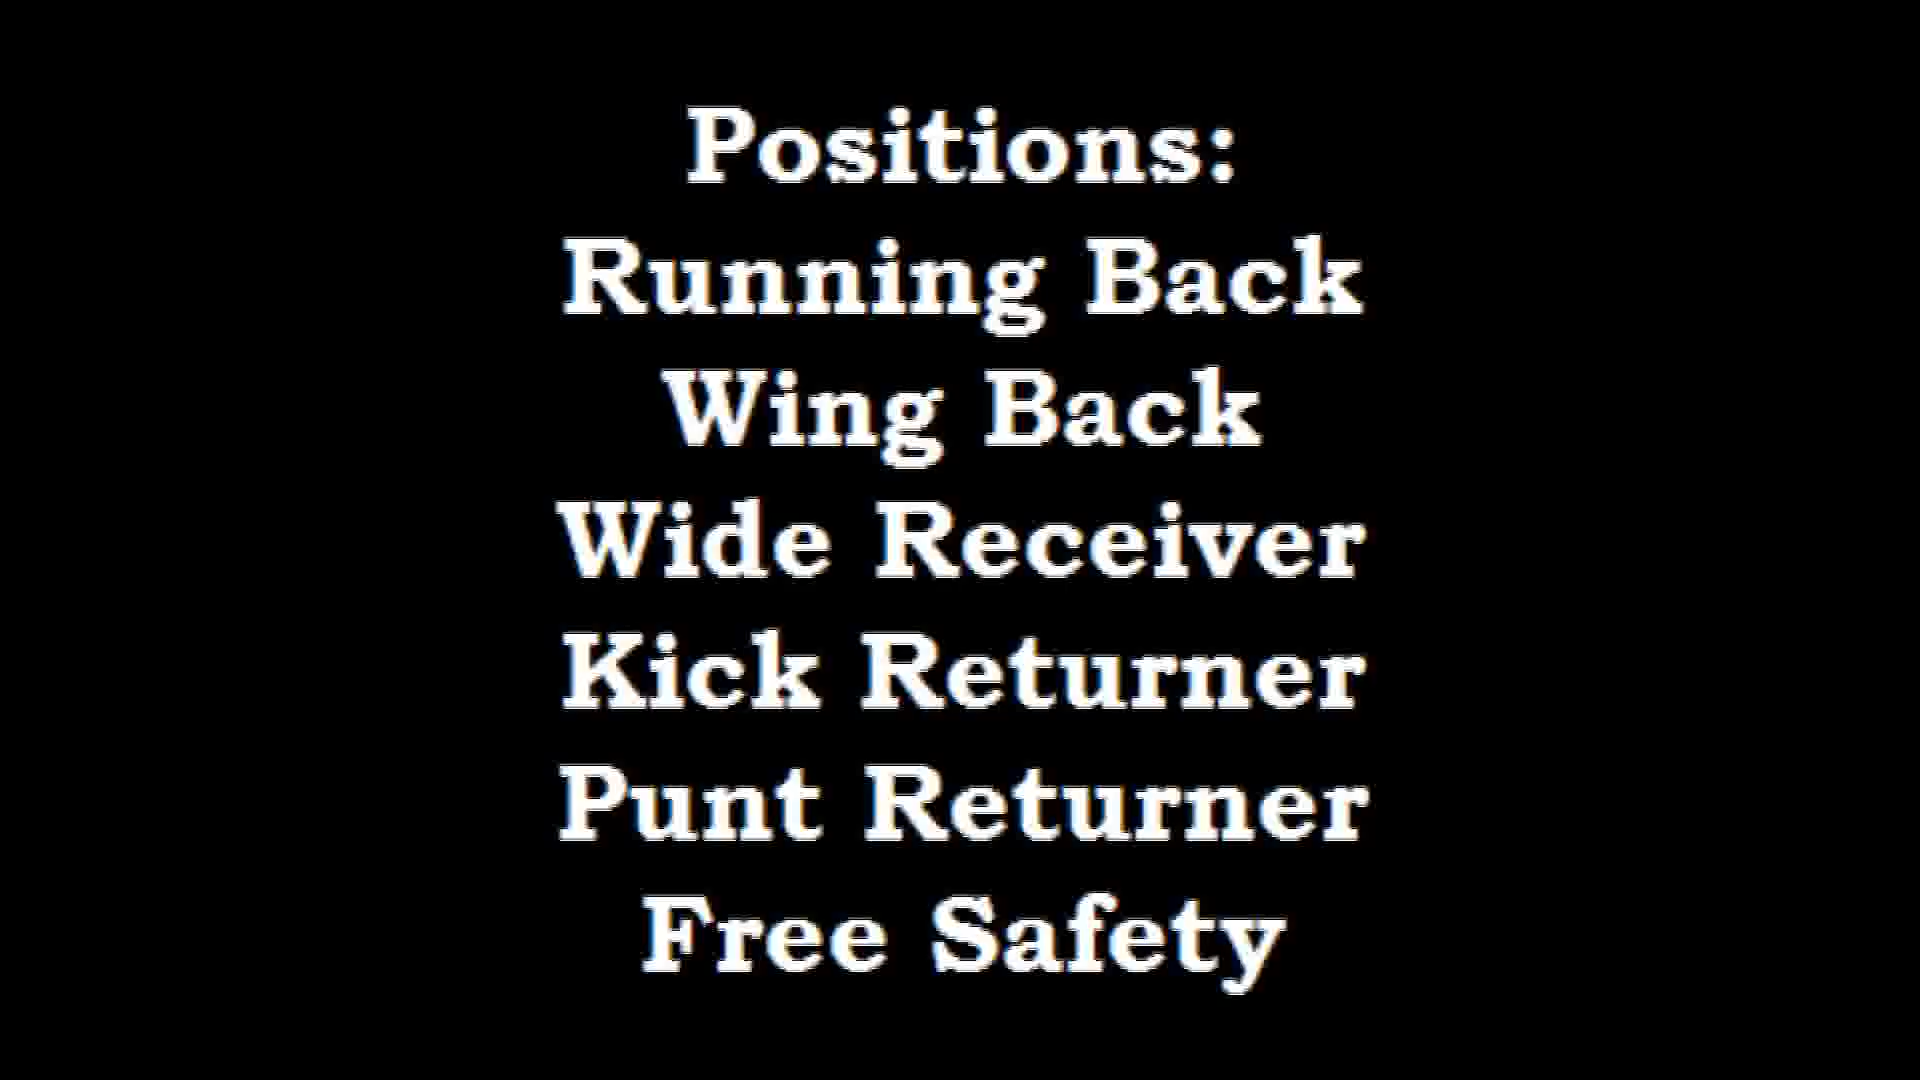 Positions:
Running Back
Wing Back
Wide Receiver
Kick Returner
Punt Returner
Free Safety